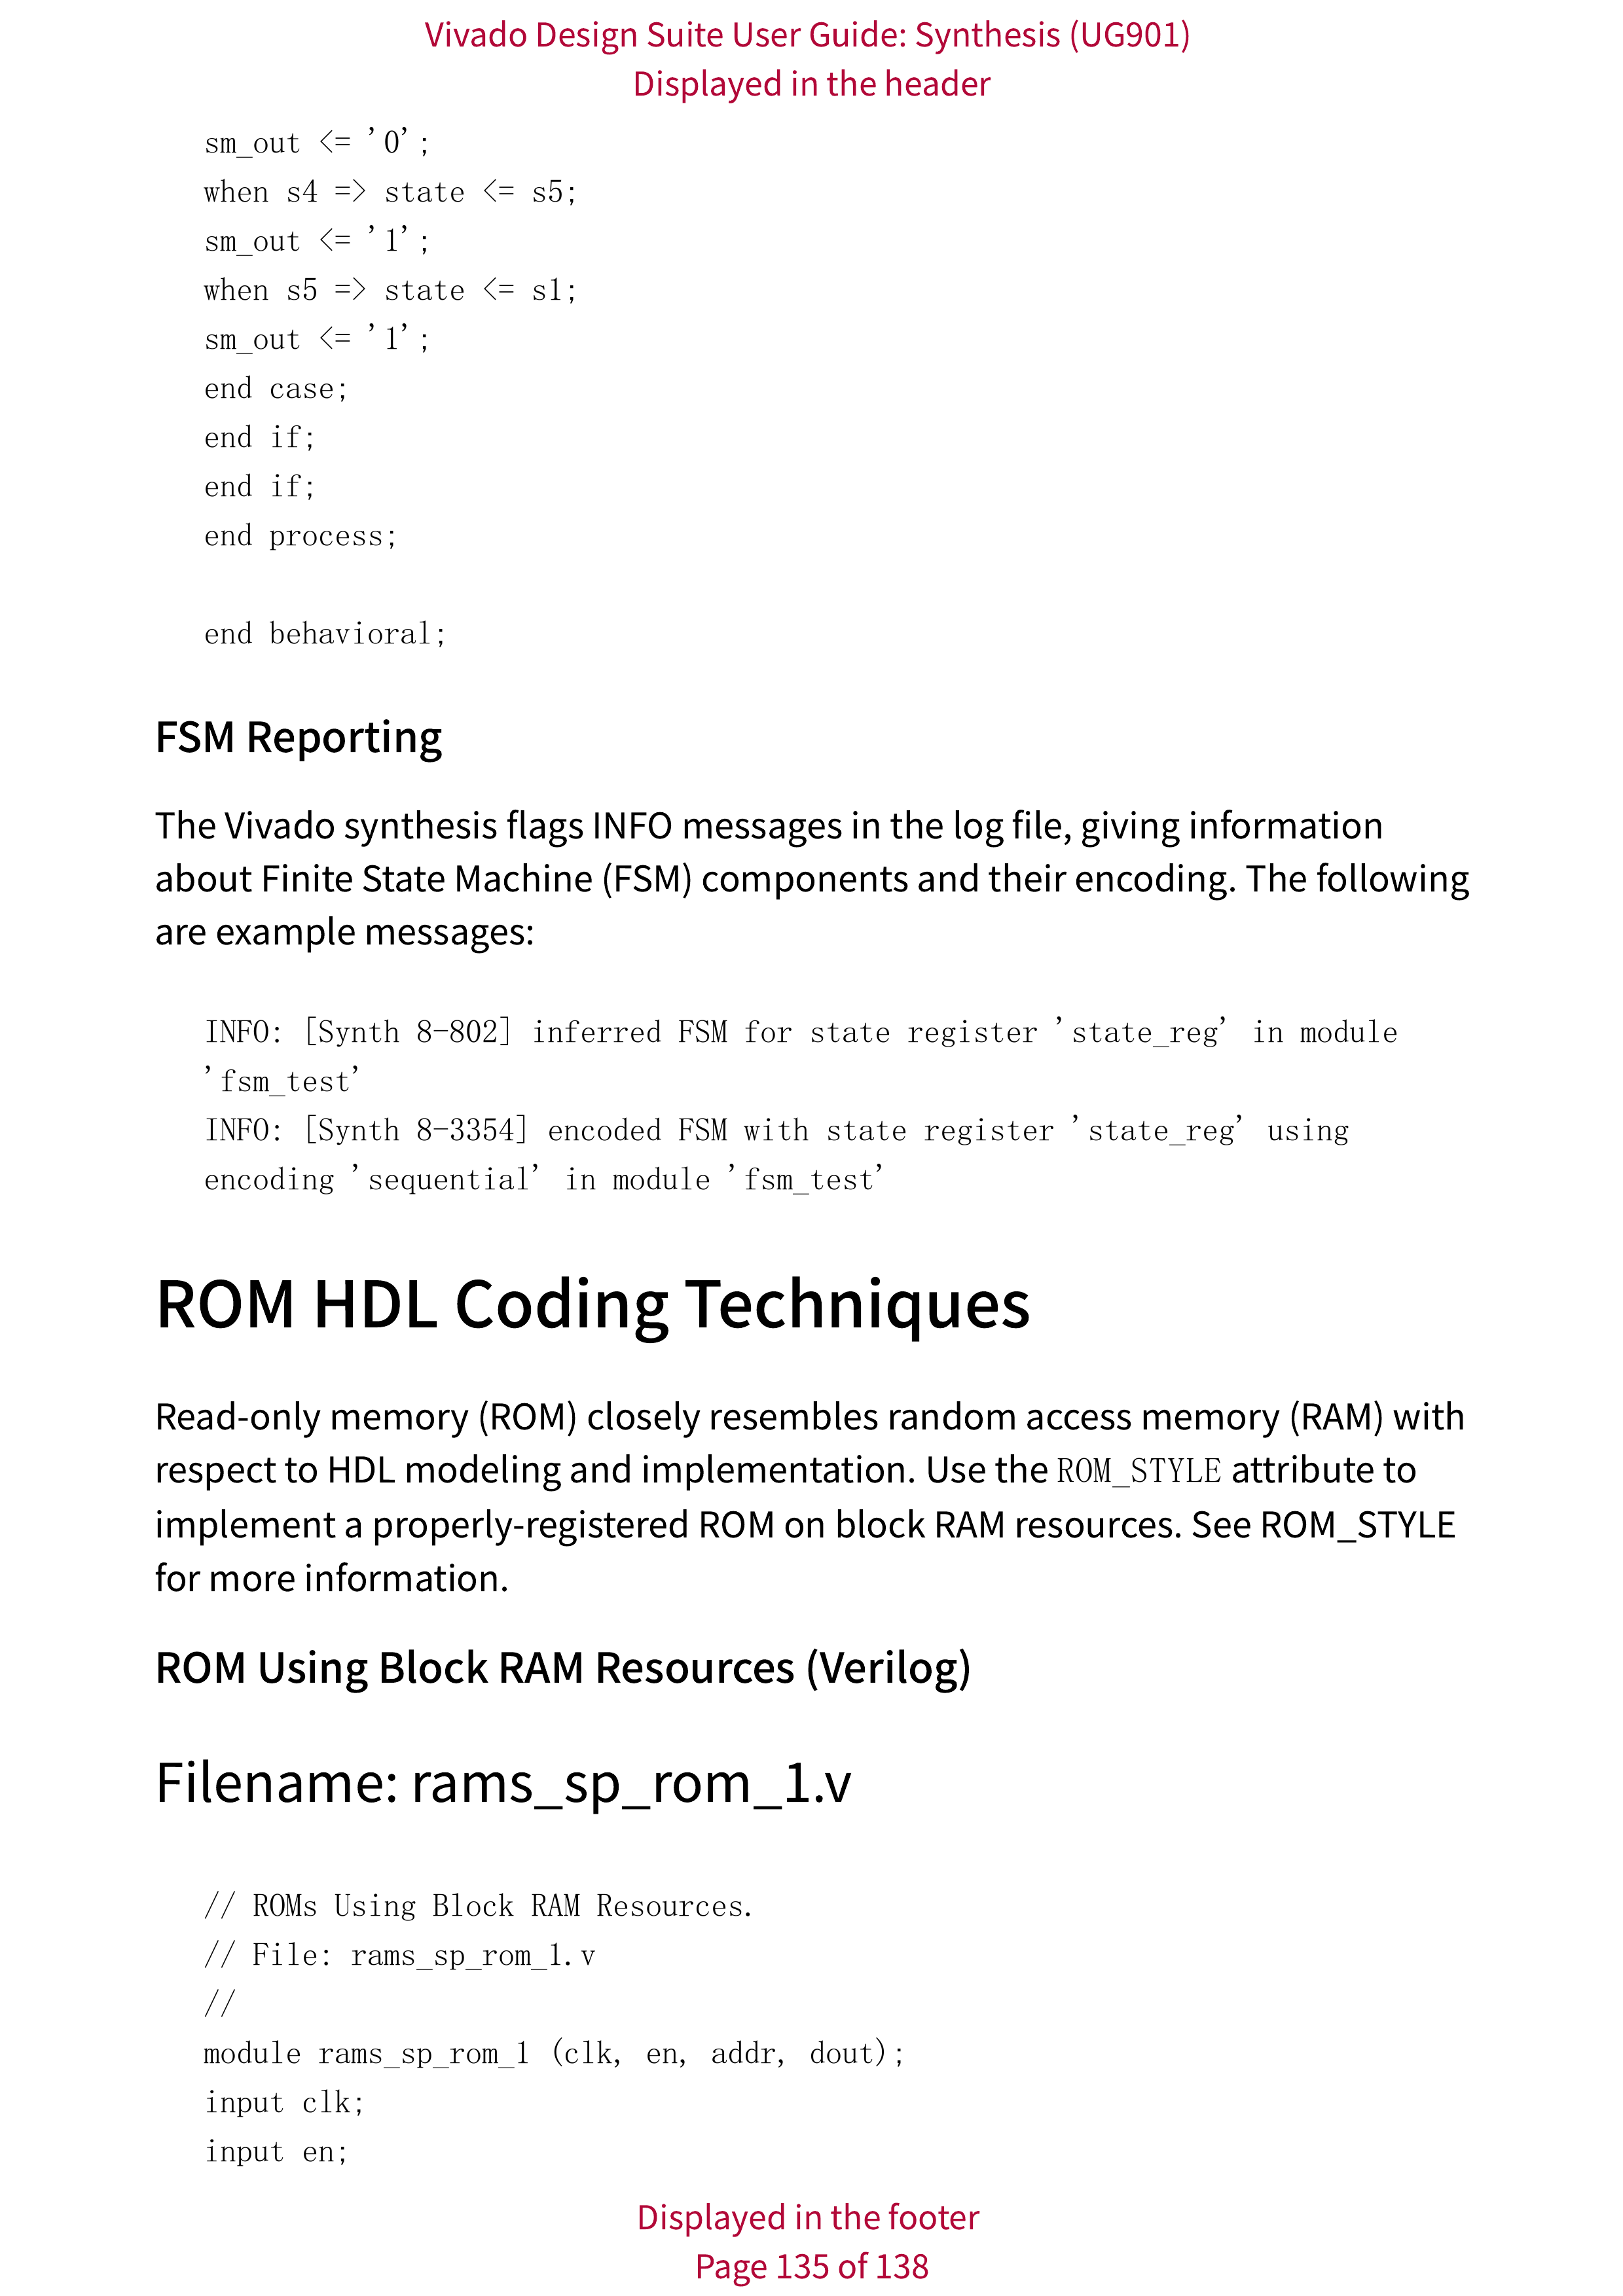 Vivado Design Suite User Guide: Synthesis (UG901)
Displayed in the header
sm_out <= '0';
when s4 => state <= s5;
sm_out <= '1';
when s5 => state <= s1;
sm_out <= '1';
end case;
end if;
end if;
end process;
end behavioral;
FSM Reporting
The Vivado synthesis flags INFO messages in the log file, giving information
about Finite State Machine (FSM) components and their encoding. The following
are example messages:
INFO: [Synth 8-802] inferred FSM for state register 'state_reg' in module
'fsm_test'
INFO: [Synth 8-3354] encoded FSM with state register 'state_reg' using
encoding 'sequential' in module 'fsm_test'
ROM HDL Coding Techniques
Read-only memory (ROM) closely resembles random access memory (RAM) with
respect to HDL modeling and implementation. Use the ROM_STYLE attribute to
implement a properly-registered ROM on block RAM resources. See ROM_STYLE
for more information.
ROM Using Block RAM Resources (Verilog)
Filename: rams_sp_rom_1.v
// ROMs Using Block RAM Resources.
// File: rams_sp_rom_1.v
//
module rams_sp_rom_1 (clk, en, addr, dout);
input clk;
input en;
Displayed in the footer
Page 135 of 138